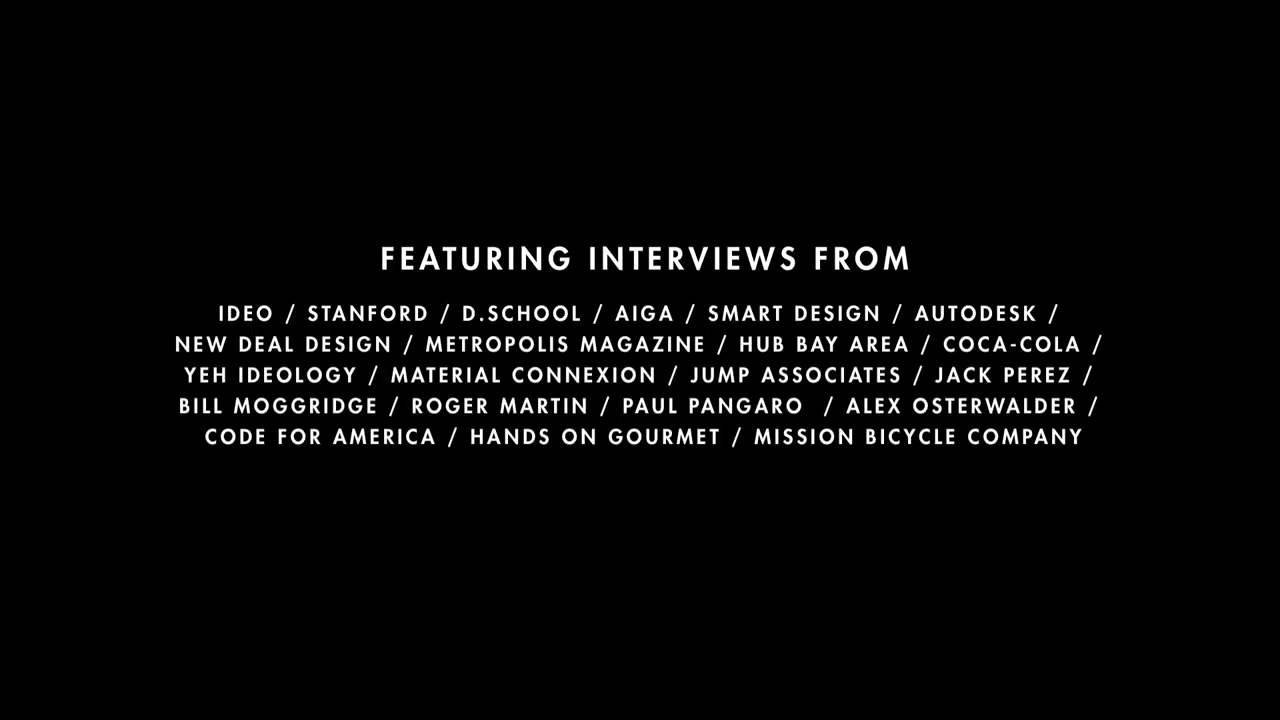 FEATURING INTERVIEWS FROM
IDEO / STANFORD / D.SCHOOL / AIGA / SMART DESIGN / AUTODESK /
NEW DEAL DESIGN / METROPOLIS MAGAZINE / HUB BAY AREA / COCA-COLA /
YEH IDEOLOGY / MATERIAL CONNEXION / JUMP ASSOCIATES / JACK PEREZ /
BILL MOGGRIDGE / ROGER MARTIN / PAUL PANGARO / ALEX OSTERWALDER /
CODE FOR AMERICA / HANDS ON GOURMET / MISSION BICYCLE COMPANY